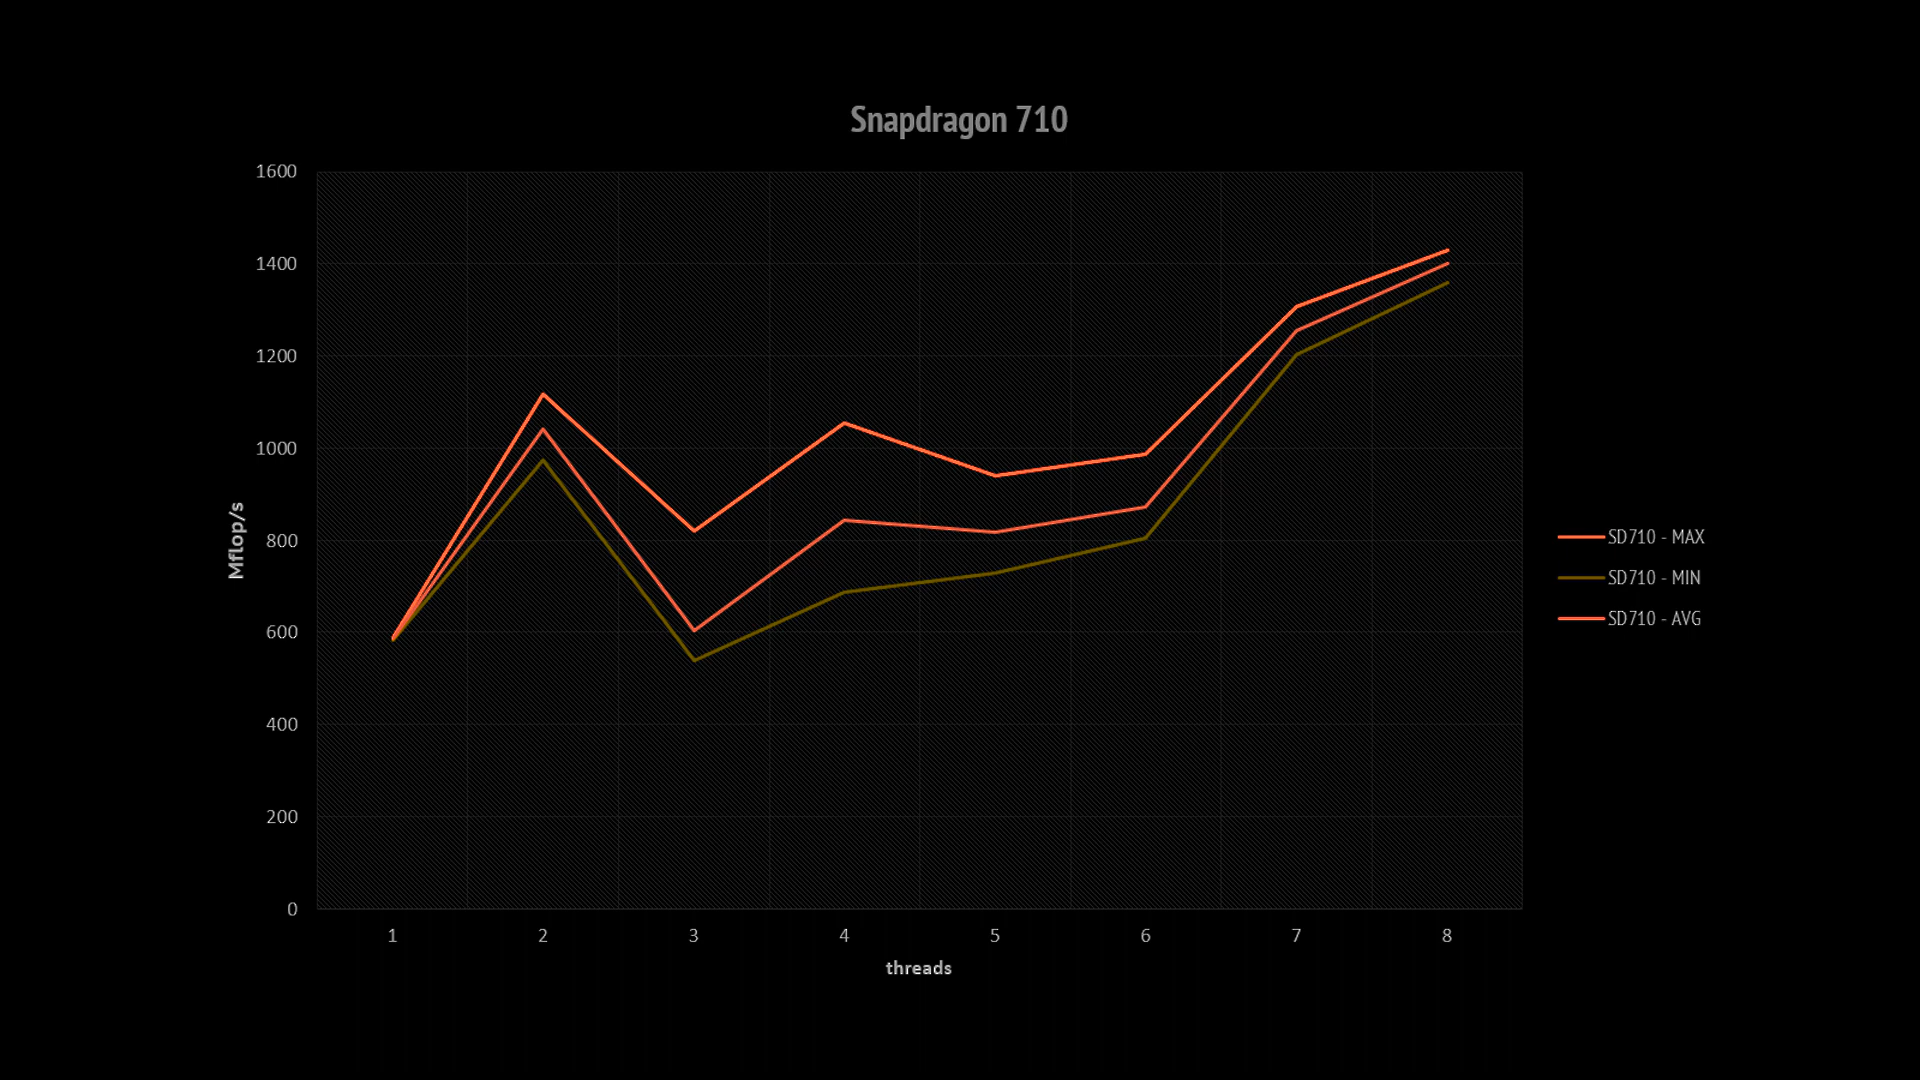 Snapdragon 710
1600
1400
1200
1000
800
600
400
200
0
Mflop/s
1 2 3 4 5 6 7 8
threads
SD710 - MAX
SD710 - MIN
SD710 - AVG